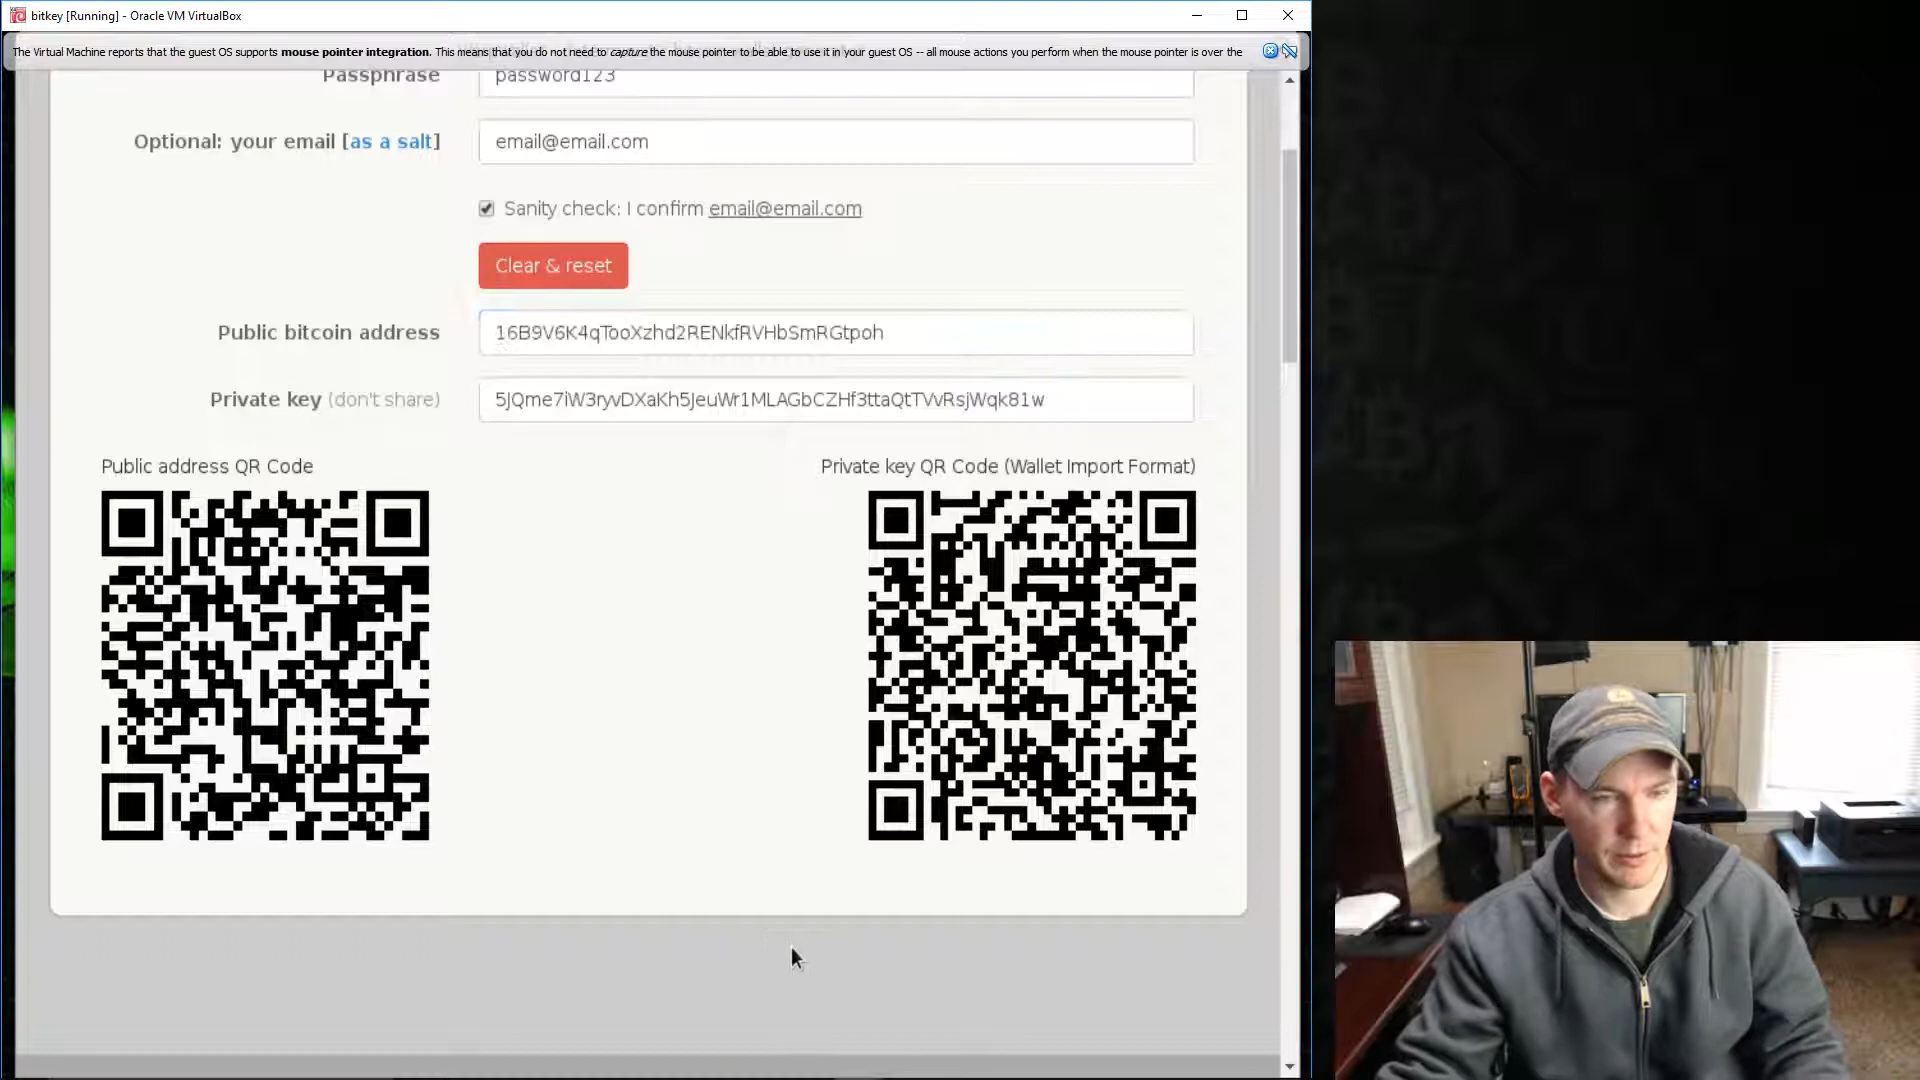 bitkey [Running] - Oracle VM VirtualBox
The Virtual Machine reports that the guest OS supports mouse pointer integration. This means that you do not need to capture the mouse pointer to be able to use it in your guest OS -- all mouse actions you perform when the mouse pointer is over the
Passphrase password123
Optional: your email [as a salt] email@email.com
Sanity check: I confirm email@email.com
Clear & reset
Public bitcoin address 16B9V6K4qTooXzhd2RENkfRVHbSmRGtpoh
Private key (don't share) 5JQme7iW3ryvDXaKh5JeuWr1MLAGbCZHf3ttaQtTVvRsjWqk81w
Public address QR Code Private key QR Code (Wallet Import Format)